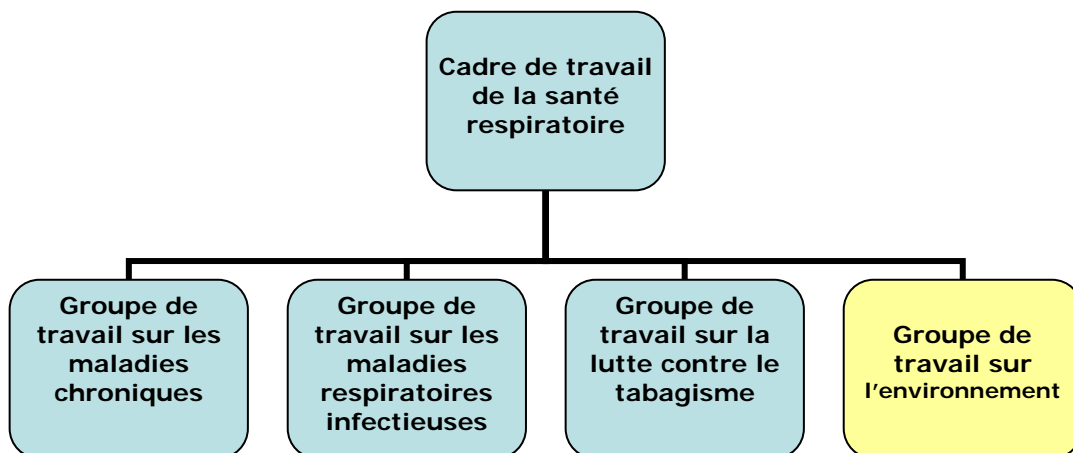 Cadre de travail
de la santé
respiratoire
Groupe de
travail sur les
maladies
chroniques
Groupe de
travail sur les
maladies
respiratoires
infectieuses
Groupe de
travail sur la
lutte contre le
tabagisme
Groupe de
travail sur
l’environnement